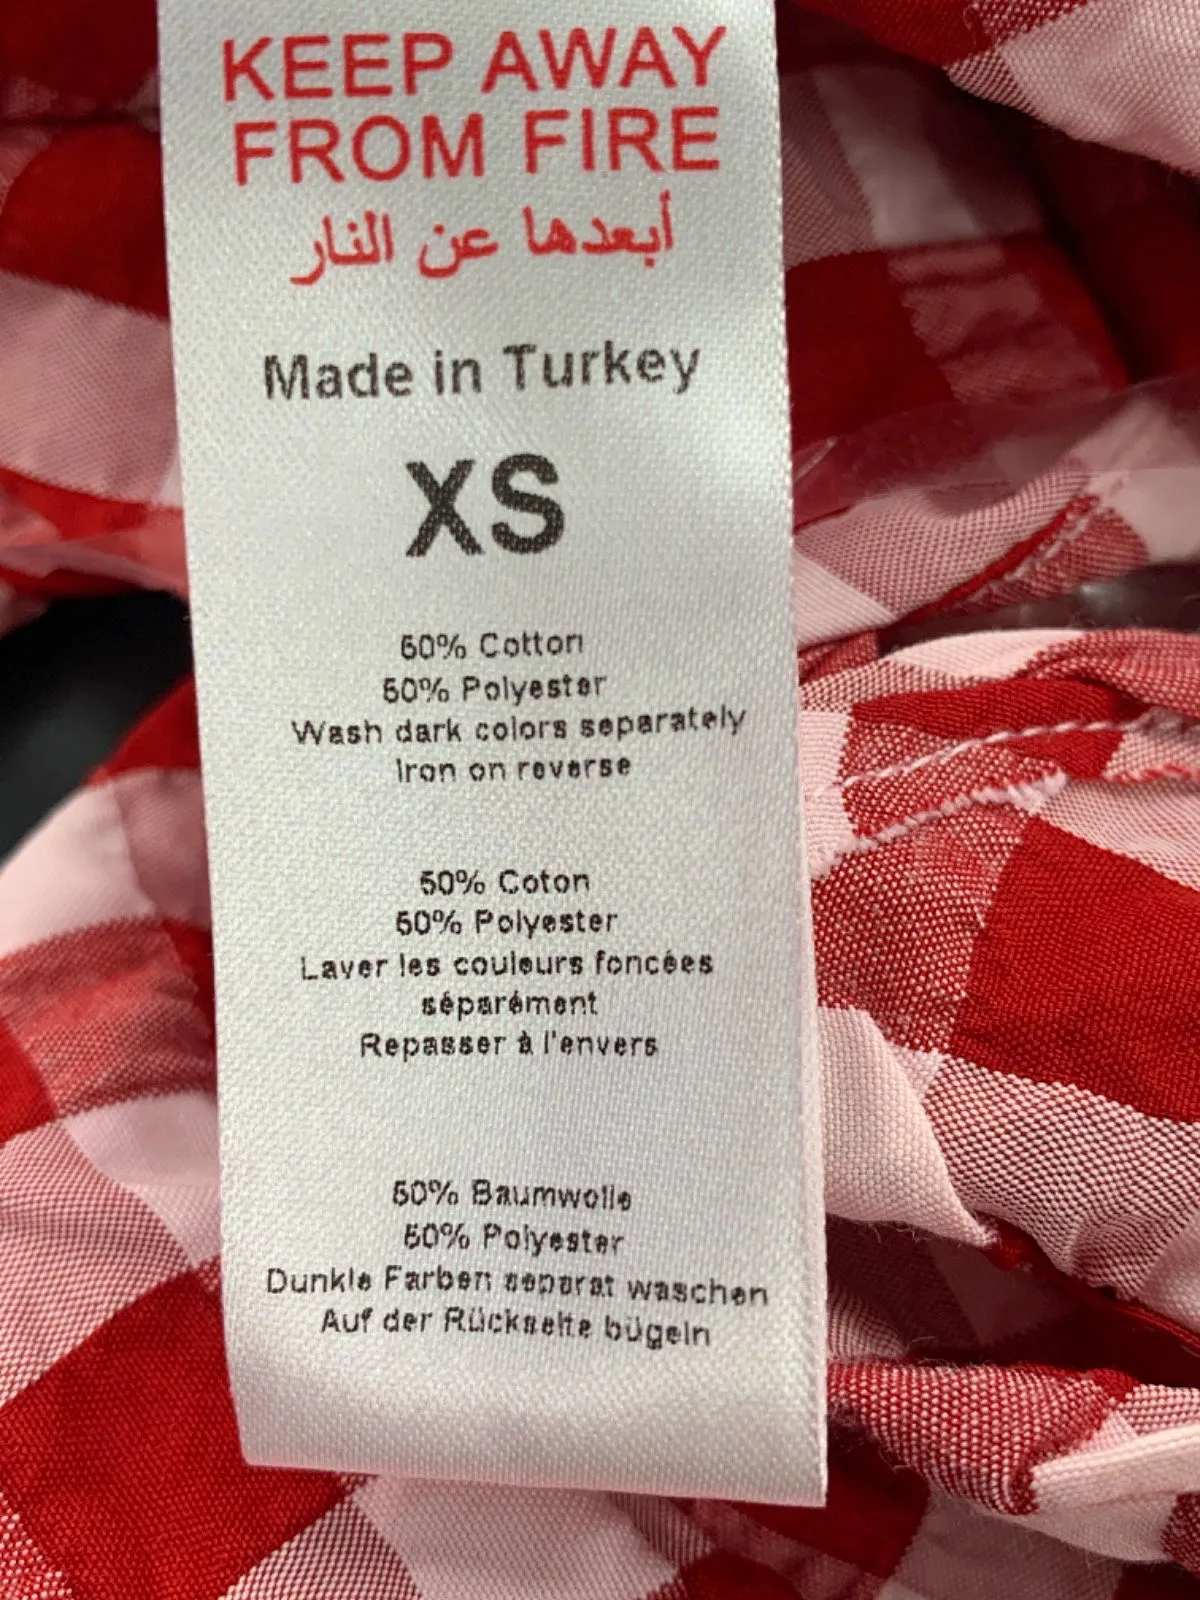 KEEP AWAY
FROM FIRE
أبعدها عن النار
Made in Turkey
XS
50% Cotton
50% Polyester
Wash dark colors separately
Iron on reverse
50% Coton
50% Polyester
Laver les couleurs foncées
séparément
Repasser à l'envers
50% Baumwolle
50% Polyester
Dunkle Farben separat waschen
Auf der Rückseite bügeln